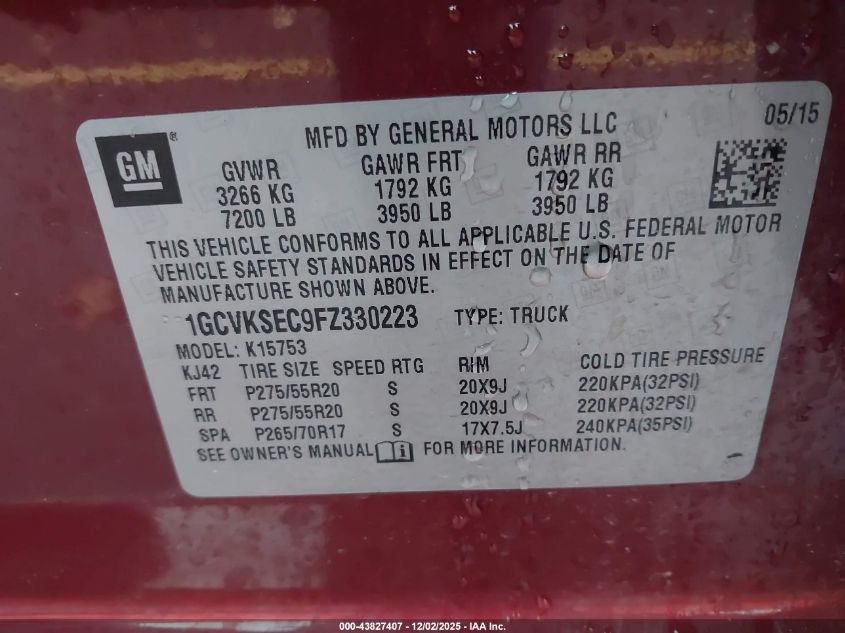 GM®
MFD BY GENERAL MOTORS LLC
05/15
GVWR GAWR FRT GAWR RR
3266 KG 1792 KG 1792 KG
7200 LB 3950 LB 3950 LB
THIS VEHICLE CONFORMS TO ALL APPLICABLE U.S. FEDERAL MOTOR
VEHICLE SAFETY STANDARDS IN EFFECT ON THE DATE OF
MANUFACTURE SHOWN ABOVE.
1GCVKSEC9FZ330223 TYPE: TRUCK
MODEL: K15753
KJ42 TIRE SIZE SPEED RTG RIM COLD TIRE PRESSURE
FRT P275/55R20 S 20X9J 220KPA(32PSI)
RR P275/55R20 S 20X9J 220KPA(32PSI)
SPA P265/70R17 S 17X7.5J 240KPA(35PSI)
SEE OWNER'S MANUAL i FOR MORE INFORMATION.
000-43827407 - 12/02/2025 - IAA Inc.